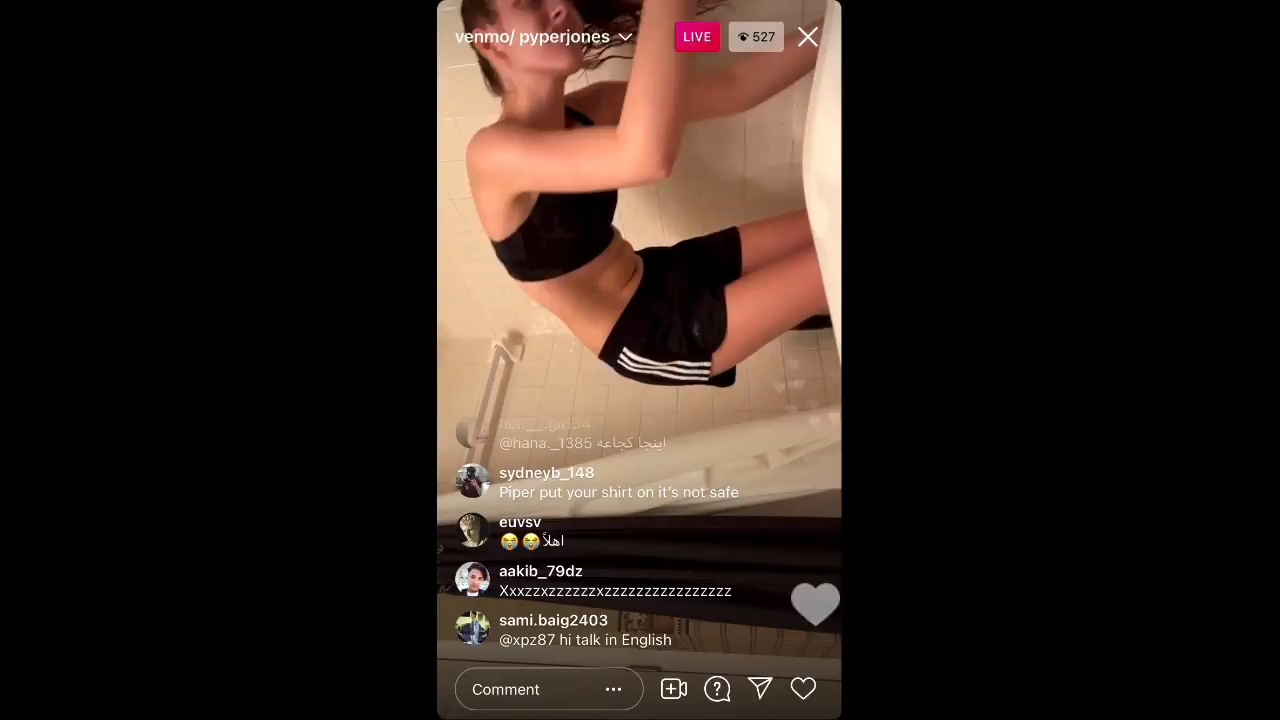 venmo/ pyperjones
LIVE
527
@hana._1385 اینجا کجاعه
sydneyb_148
Piper put your shirt on it's not safe
euvsv
😭😭اهلاً
aakib_79dz
Xxxzzxzzzzzzxzzzzzzzzzzzzzzzz
sami.baig2403
@xpz87 hi talk in English
Comment